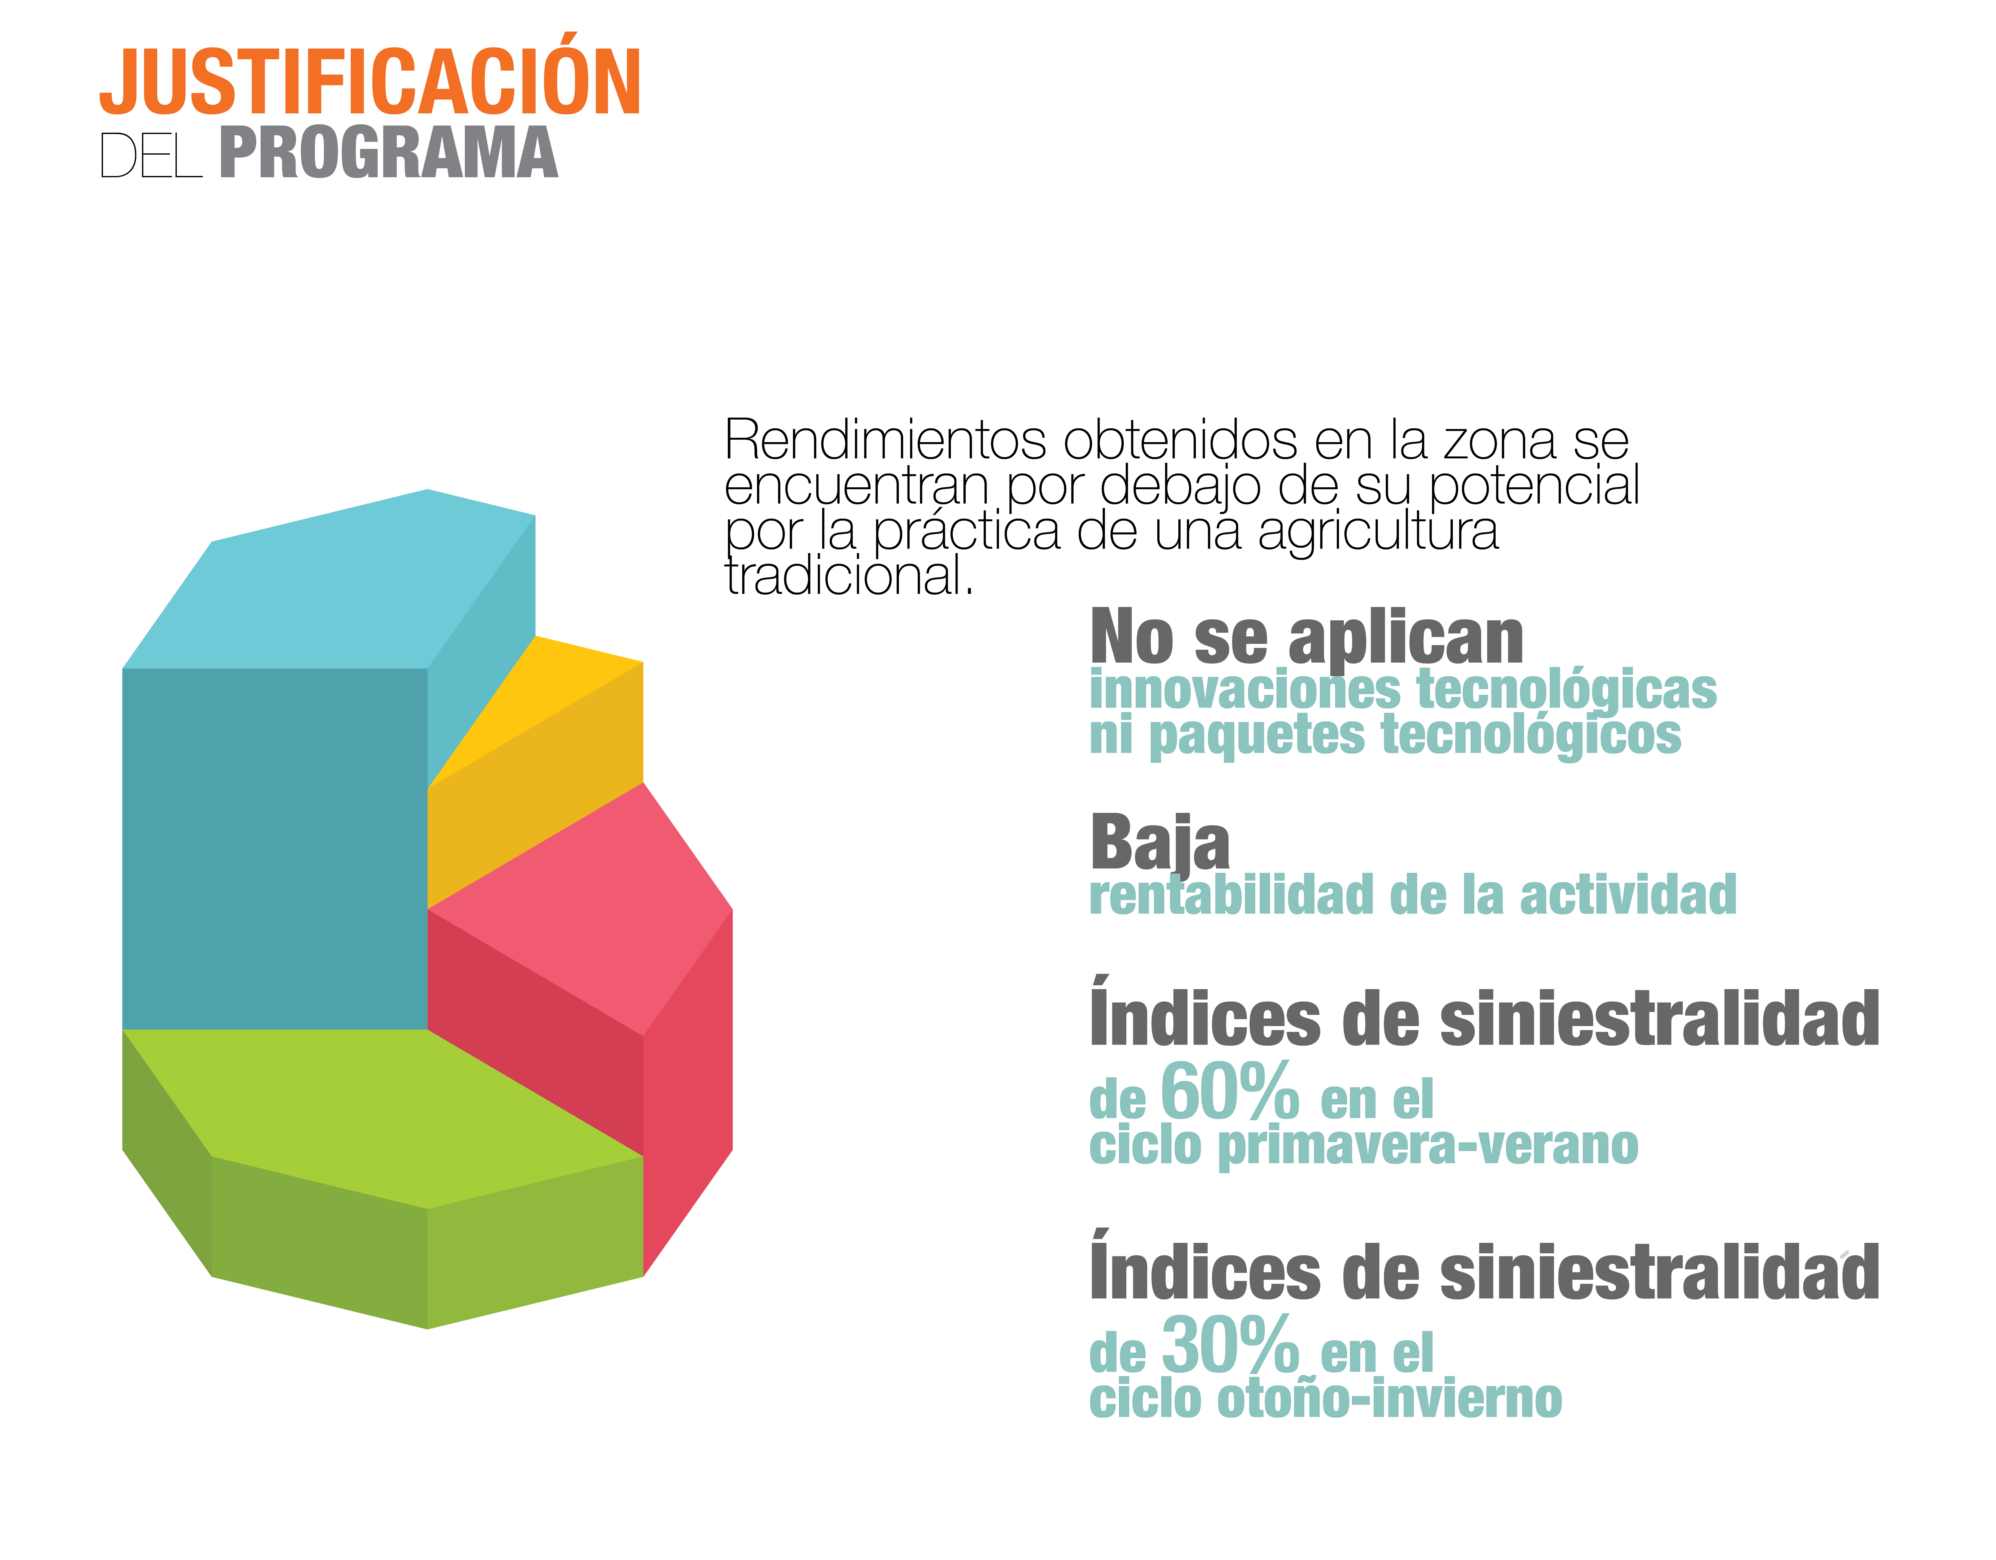 JUSTIFICACIÓN
DEL PROGRAMA
Rendimientos obtenidos en la zona se
encuentran por debajo de su potencial
por la práctica de una agricultura
tradicional.
No se aplican
innovaciones tecnológicas
ni paquetes tecnológicos
Baja
rentabilidad de la actividad
Índices de siniestralidad
de 60% en el
ciclo primavera-verano
Índices de siniestralidad
de 30% en el
ciclo otoño-invierno